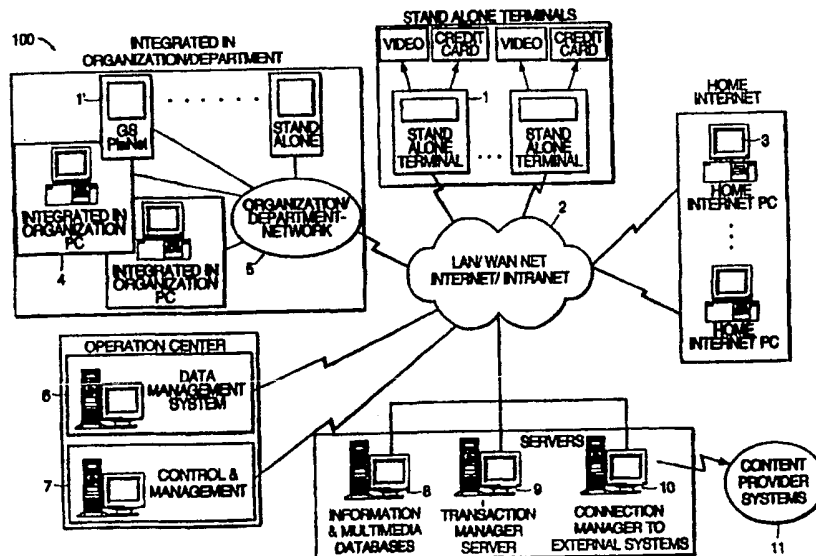 100
INTEGRATED IN
ORGANIZATION/DEPARTMENT
1'
GS
PlaNet
STAND
ALONE
INTEGRATED IN
ORGANIZATION
PC
4
INTEGRATED IN
ORGANIZATION
PC
ORGANIZATION/
DEPARTMENT-
NETWORK
5
STAND ALONE TERMINALS
VIDEO
CREDIT
CARD
VIDEO
CREDIT
CARD
1
STAND
ALONE
TERMINAL
STAND
ALONE
TERMINAL
HOME
INTERNET
3
HOME
INTERNET PC
HOME
INTERNET PC
2
LAN/WAN NET
INTERNET/INTRANET
OPERATION CENTER
6
DATA
MANAGEMENT
SYSTEM
7
CONTROL &
MANAGEMENT
SERVERS
8
INFORMATION
& MULTIMEDIA
DATABASES
9
TRANSACTION
MANAGER
SERVER
10
CONNECTION
MANAGER TO
EXTERNAL SYSTEMS
CONTENT
PROVIDER
SYSTEMS
11